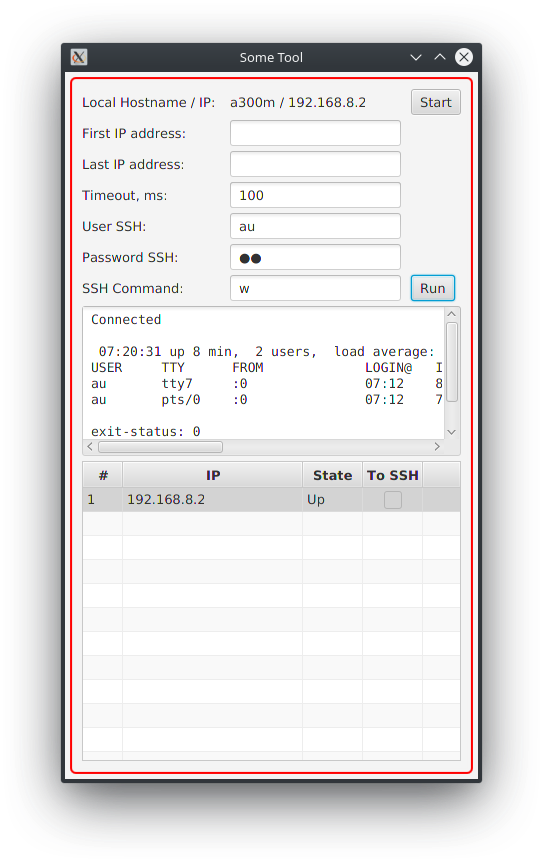 Some Tool
Local Hostname / IP: a300m / 192.168.8.2 Start
First IP address:
Last IP address:
Timeout, ms: 100
User SSH: au
Password SSH: ●●
SSH Command: w Run
Connected
07:20:31 up 8 min,  2 users,  load average:
USER     TTY      FROM             LOGIN@   I
au       tty7     :0               07:12    8
au       pts/0    :0               07:12    7
exit-status: 0
# IP State To SSH
1 192.168.8.2 Up